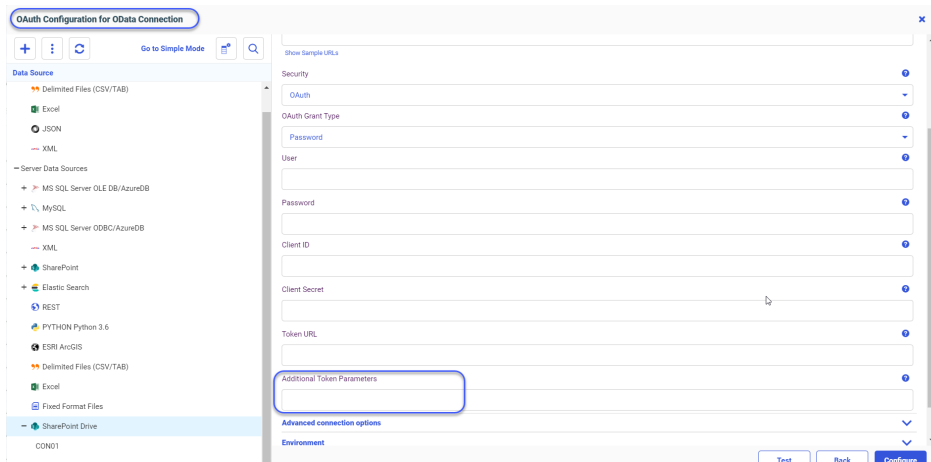 OAuth Configuration for OData Connection
Go to Simple Mode
Data Source
Delimited Files (CSV/TAB)
Excel
JSON
XML
Server Data Sources
MS SQL Server OLE DB/AzureDB
MySQL
MS SQL Server ODBC/AzureDB
XML
SharePoint
Elastic Search
REST
PYTHON Python 3.6
ESRI ArcGIS
Delimited Files (CSV/TAB)
Excel
Fixed Format Files
SharePoint Drive
CON01
Show Sample URLs
Security
OAuth
OAuth Grant Type
Password
User
Password
Client ID
Client Secret
Token URL
Additional Token Parameters
Advanced connection options
Environment
Test Back Configure